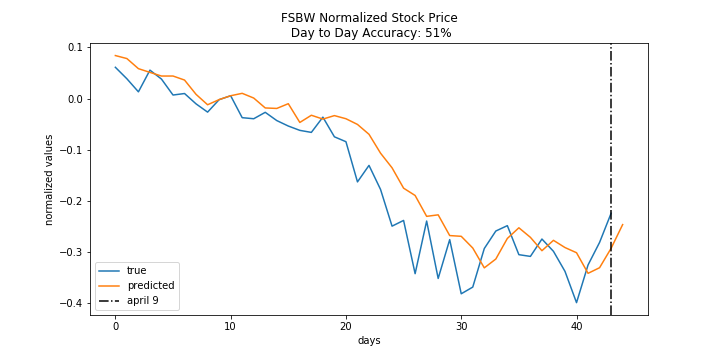 FSBW Normalized Stock Price
Day to Day Accuracy: 51%
normalized values
0.1
0.0
−0.1
−0.2
−0.3
−0.4
true
predicted
april 9
0
10
20
30
40
days